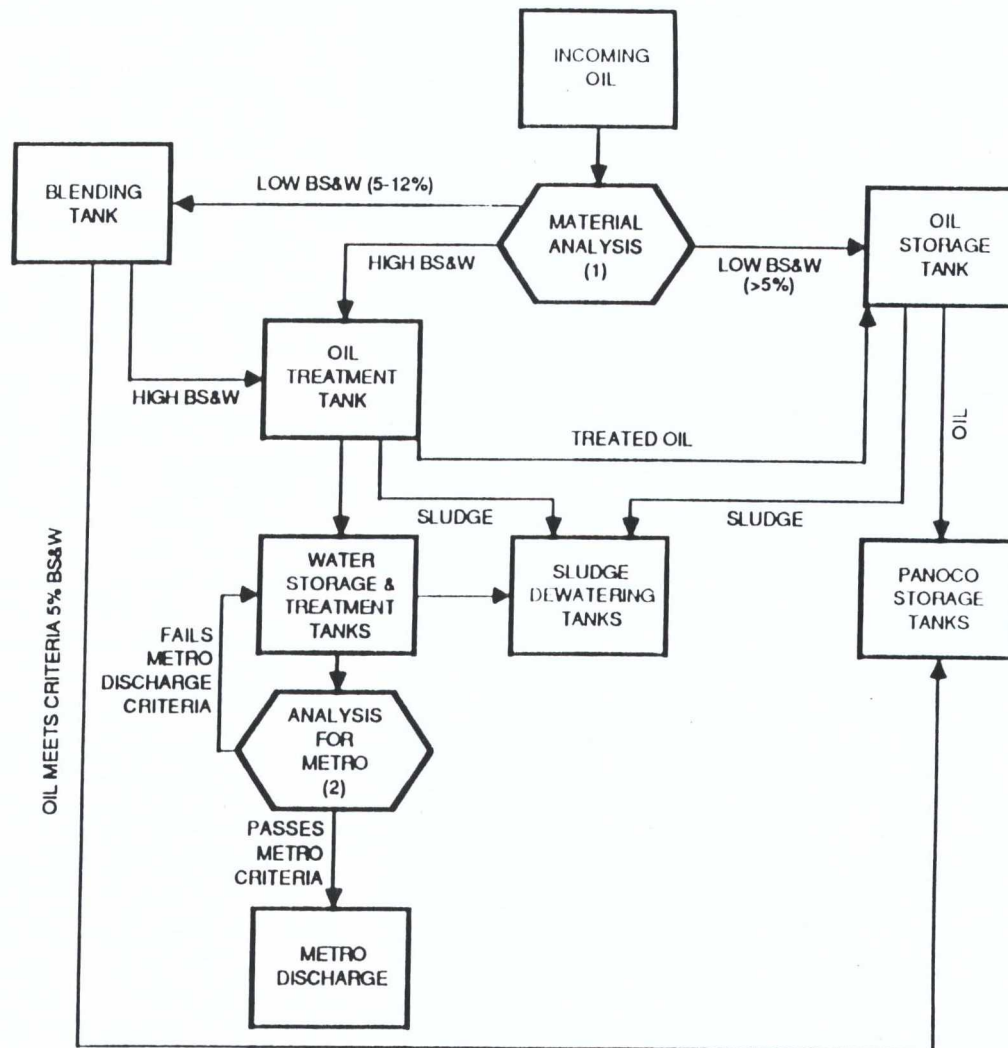 INCOMING
OIL
BLENDING
TANK
LOW BS&W (5-12%)
MATERIAL
ANALYSIS
(1)
OIL
STORAGE
TANK
HIGH BS&W
LOW BS&W
(>5%)
OIL
TREATMENT
TANK
HIGH BS&W
TREATED OIL
OIL
SLUDGE
SLUDGE
WATER
STORAGE &
TREATMENT
TANKS
SLUDGE
DEWATERING
TANKS
PANOCO
STORAGE
TANKS
FAILS
METRO
DISCHARGE
CRITERIA
OIL MEETS CRITERIA 5% BS&W
ANALYSIS
FOR
METRO
(2)
PASSES
METRO
CRITERIA
METRO
DISCHARGE